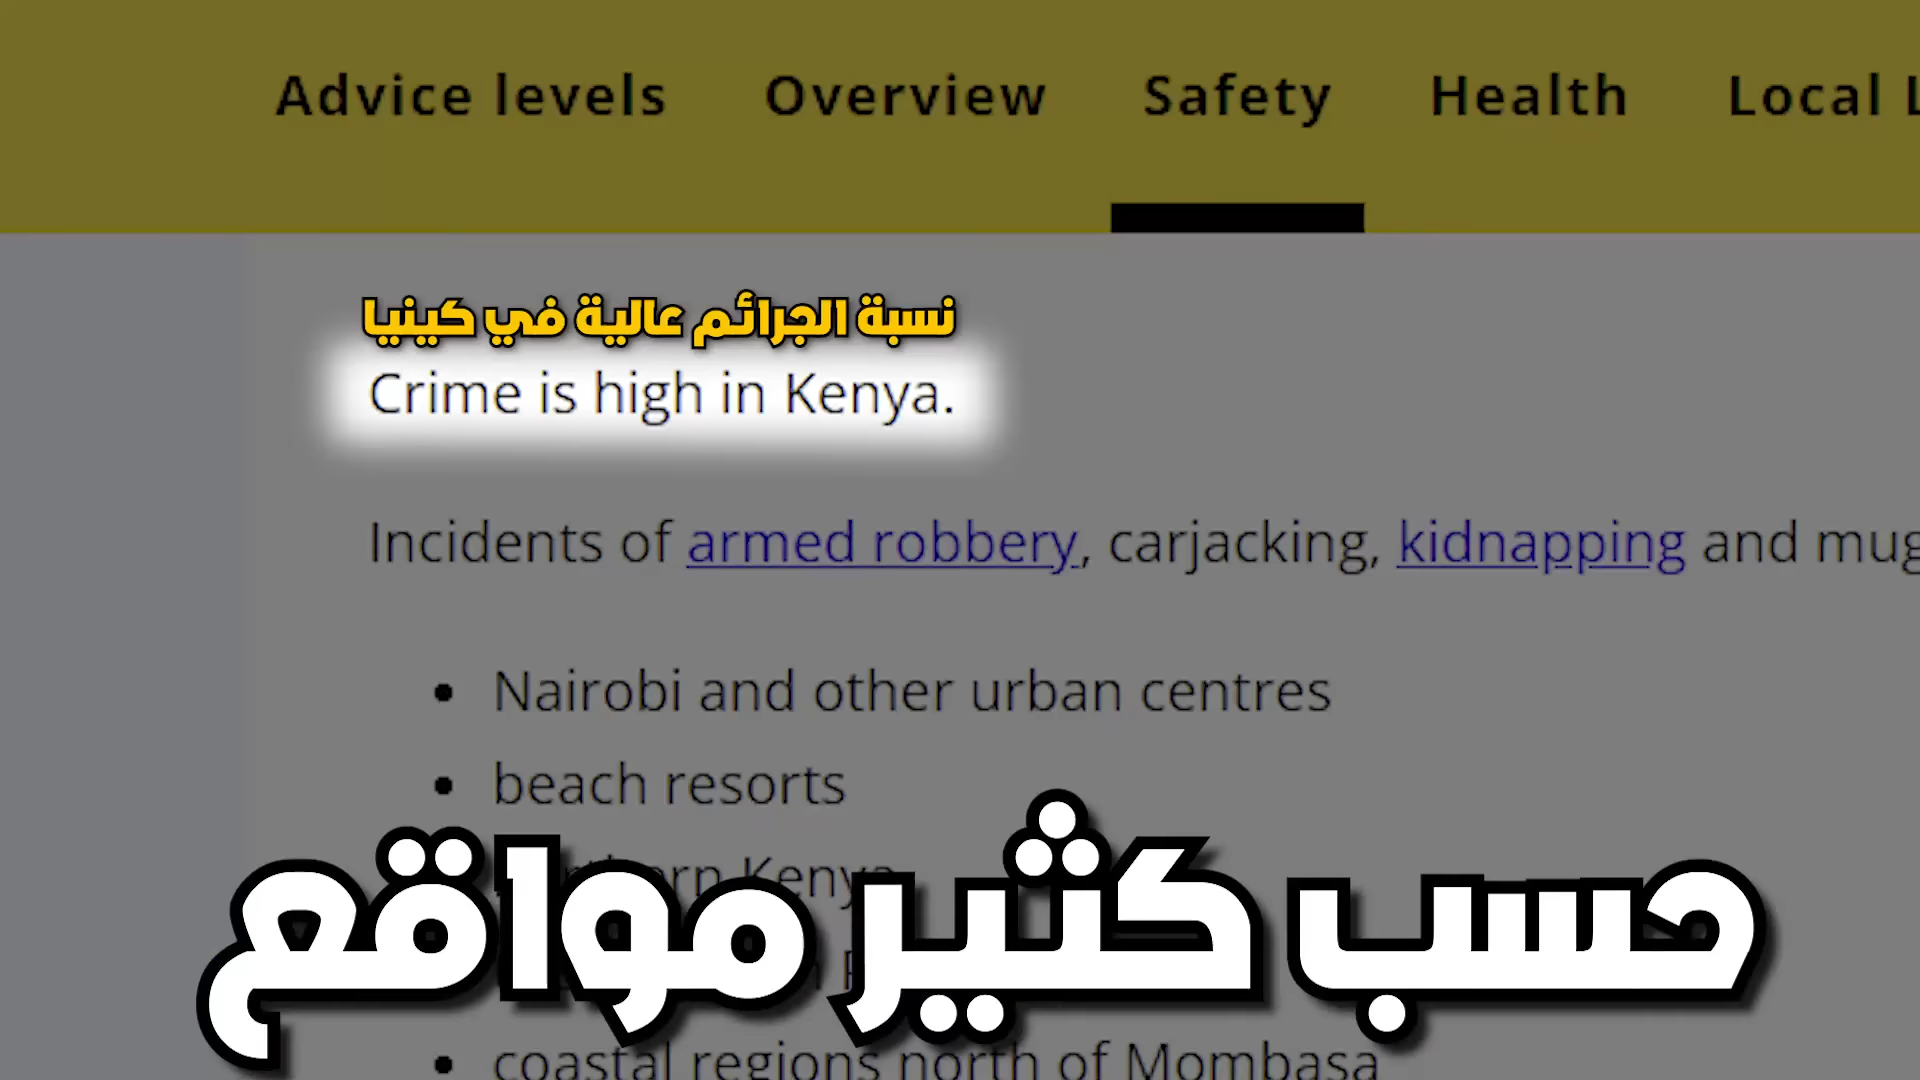 Advice levels Overview Safety Health Local
نسبة الجرائم عالية في كينيا
Crime is high in Kenya.
Incidents of armed robbery, carjacking, kidnapping and
• Nairobi and other urban centres
• beach resorts
Kenya
حسب كثير مواقع
• coastal regions north of Mombasa